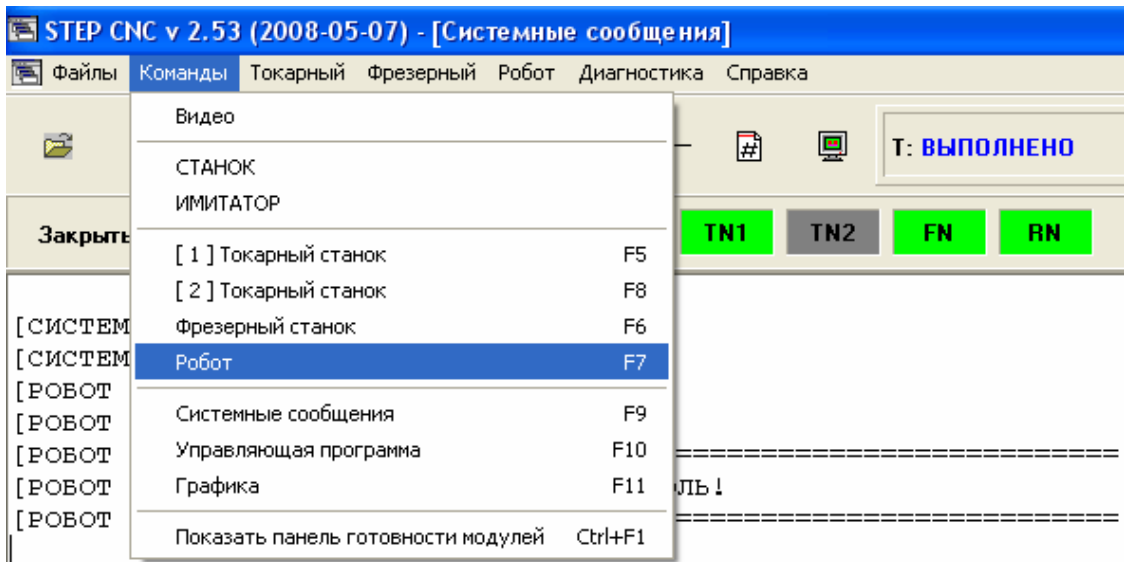 STEP CNC v 2.53 (2008-05-07) - [Системные сообщения]
Файлы Команды Токарный Фрезерный Робот Диагностика Справка
Видео
СТАНОК
ИМИТАТОР
[ 1 ] Токарный станок F5
[ 2 ] Токарный станок F8
Фрезерный станок F6
Робот F7
Системные сообщения F9
Управляющая программа F10
Графика F11
Показать панель готовности модулей Ctrl+F1
#
T: ВЫПОЛНЕНО
Закрыть
TN1 TN2 FN RN
[СИСТЕМ
[СИСТЕМ
[РОБОТ
[РОБОТ
[РОБОТ ===========================
[РОБОТ ОЛЬ!
[РОБОТ ===========================